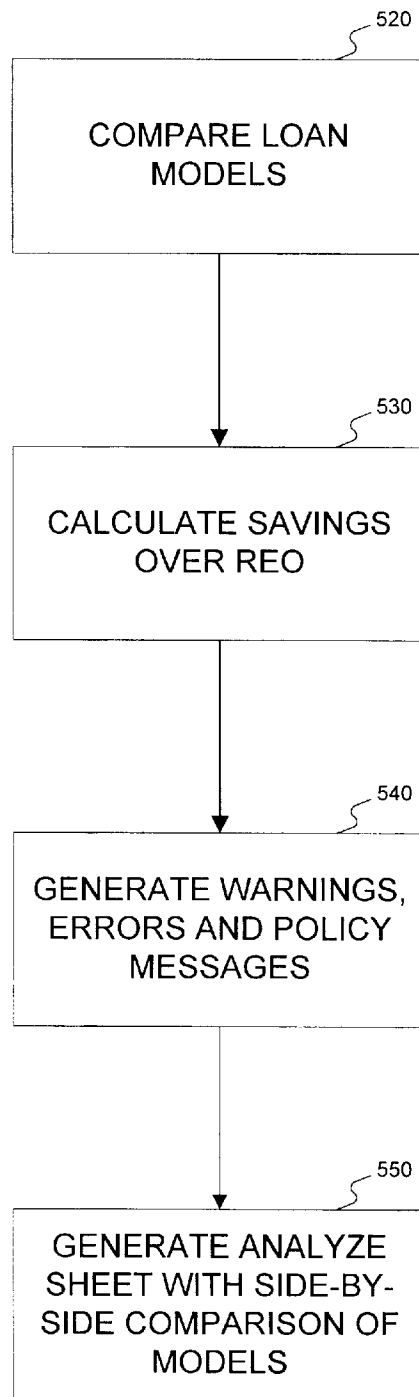 520
COMPARE LOAN
MODELS
530
CALCULATE SAVINGS
OVER REO
540
GENERATE WARNINGS,
ERRORS AND POLICY
MESSAGES
550
GENERATE ANALYZE
SHEET WITH SIDE-BY-
SIDE COMPARISON OF
MODELS